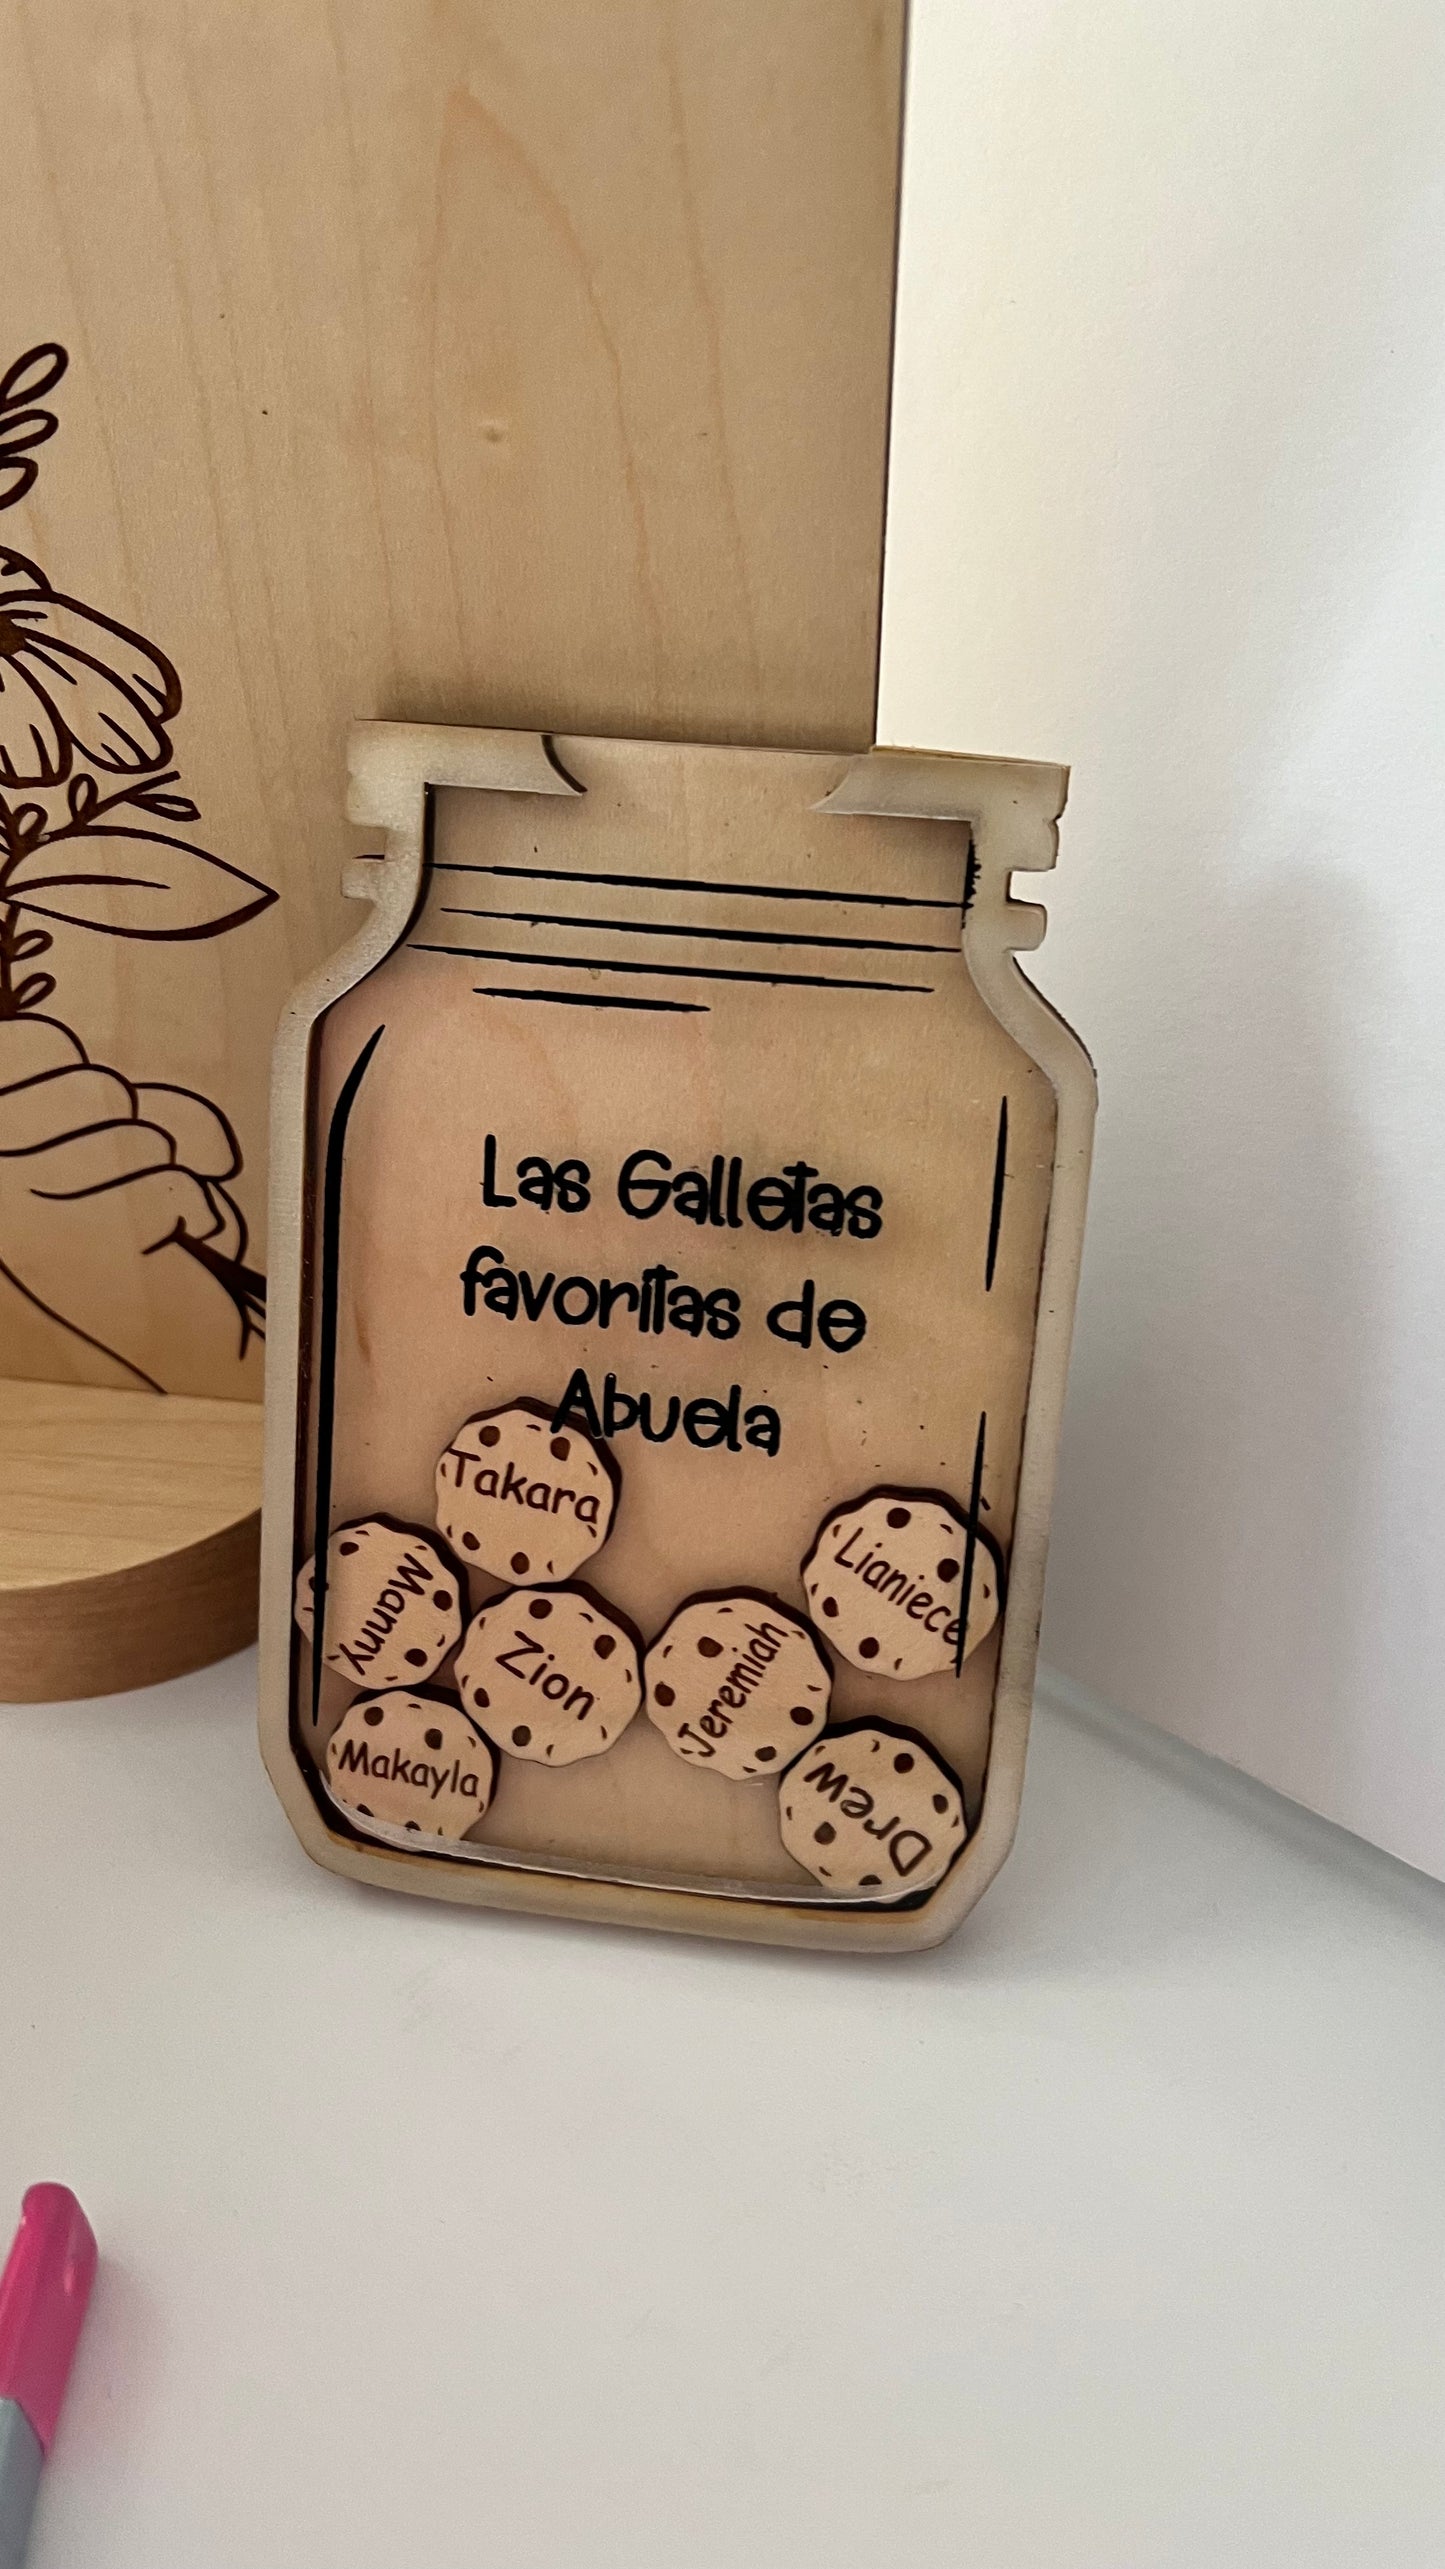 Las Galletas
favoritas de
Abuela
Takara
Manny
Lianiece
Zion
Jeremiah
Makayla
Drew